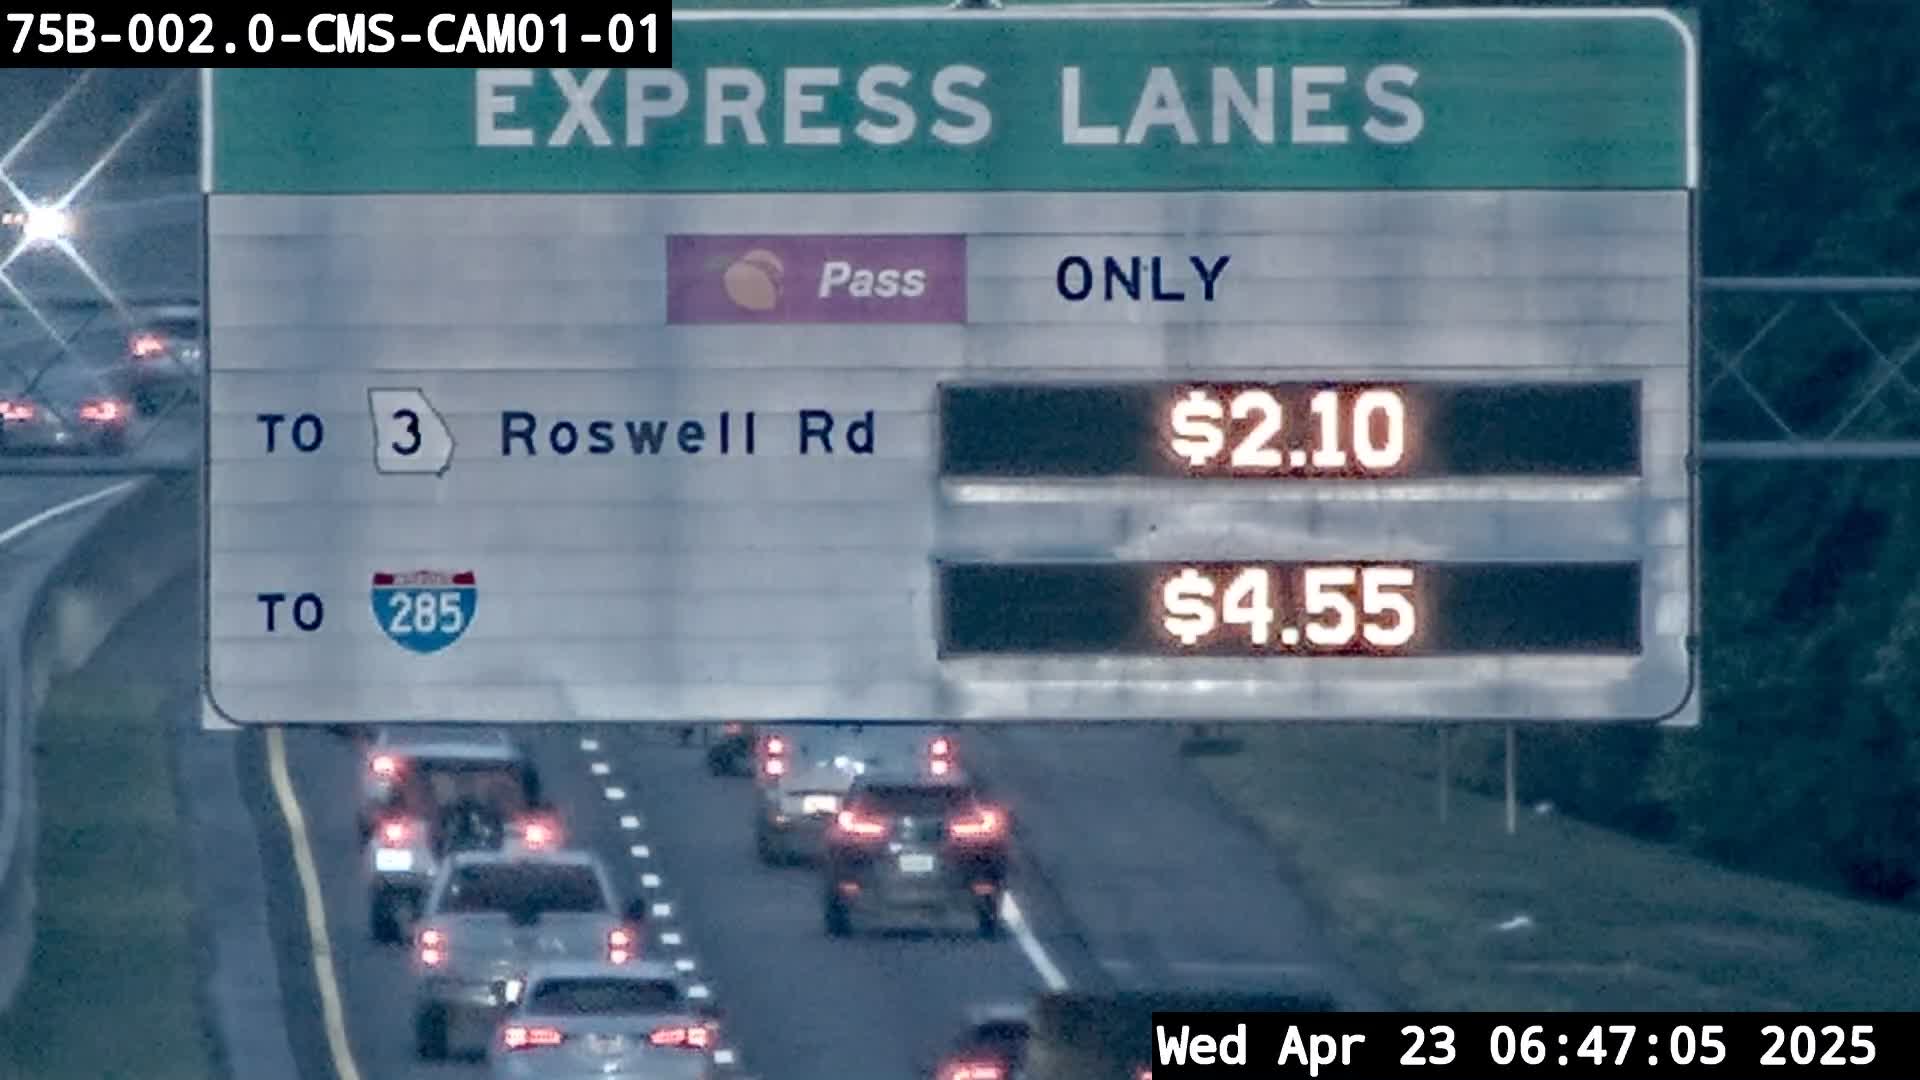 75B-002.0-CMS-CAM01-01
EXPRESS LANES
Pass ONLY
TO 3 Roswell Rd $2.10
TO 285 $4.55
Wed Apr 23 06:47:05 2025